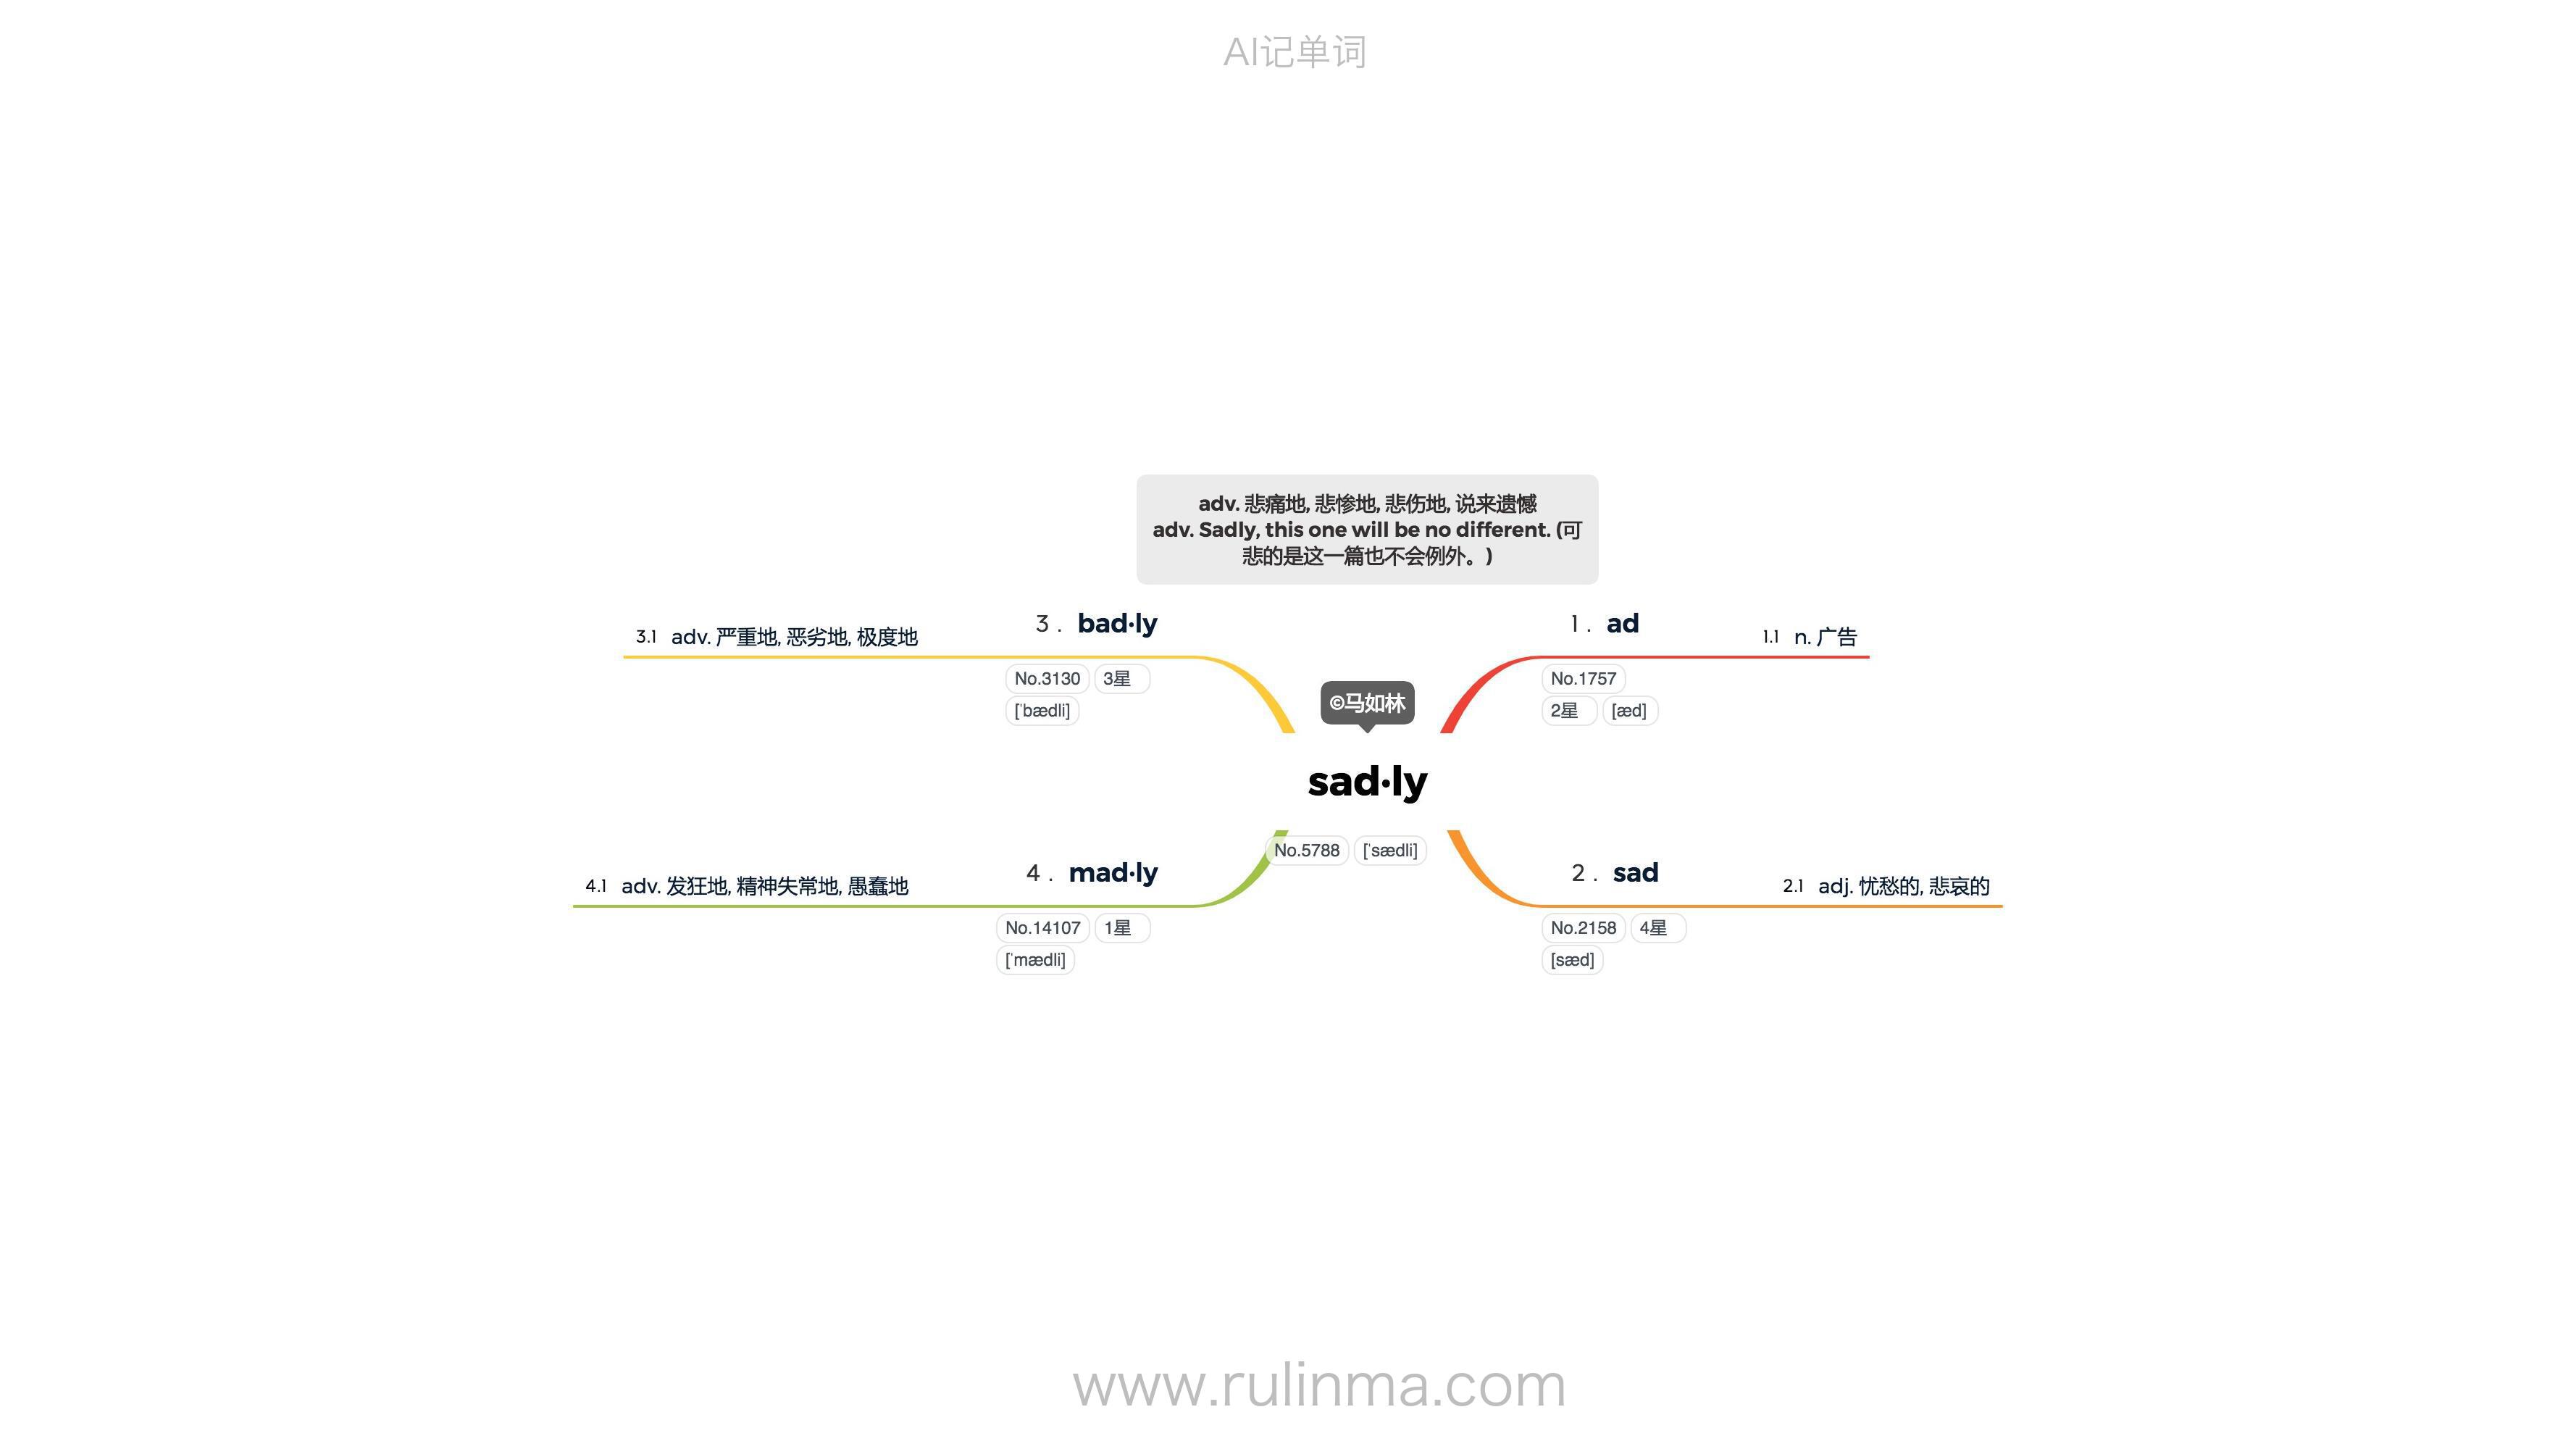 AI记单词
adv. 悲痛地, 悲惨地, 悲伤地, 说来遗憾
adv. Sadly, this one will be no different. (可
悲的是这一篇也不会例外。)
©马如林
sad·ly
No.5788 ['sædli]
1 . ad
No.1757
2星 [æd]
1.1 n. 广告
2 . sad
No.2158 4星
[sæd]
2.1 adj. 忧愁的, 悲哀的
3 . bad·ly
No.3130 3星
['bædli]
3.1 adv. 严重地, 恶劣地, 极度地
4 . mad·ly
No.14107 1星
['mædli]
4.1 adv. 发狂地, 精神失常地, 愚蠢地
www.rulinma.com